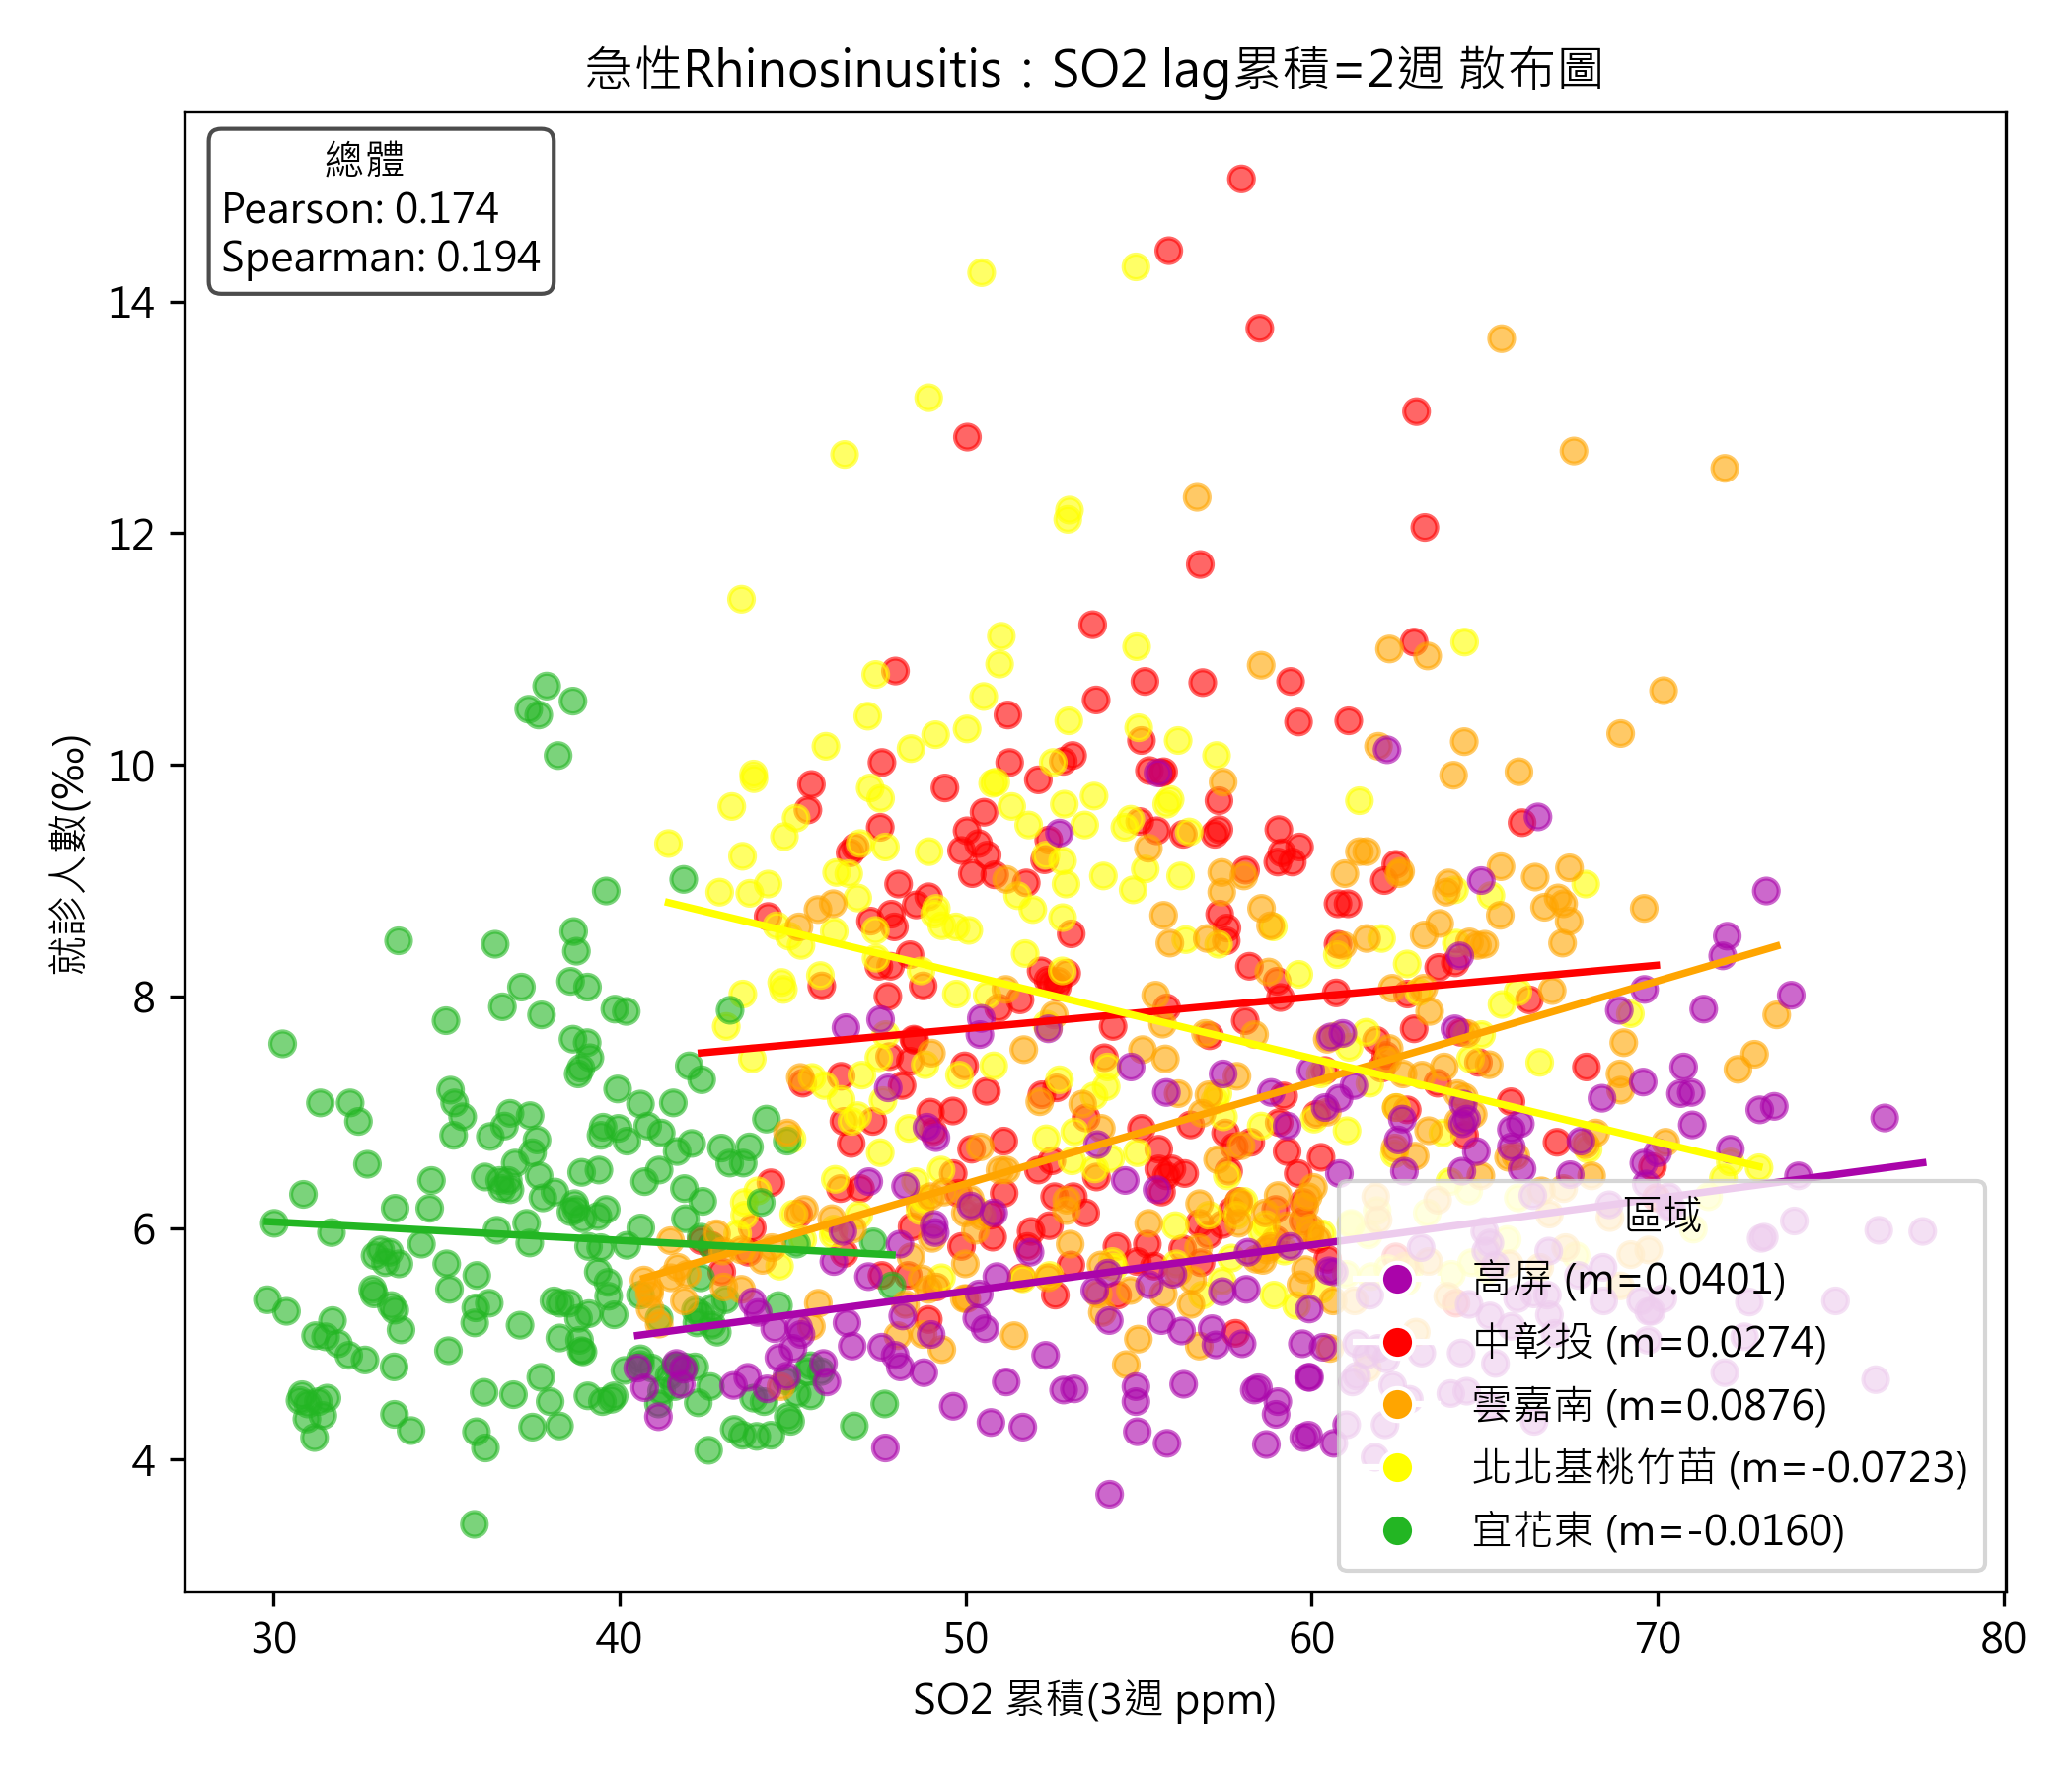 急性Rhinosinusitis：SO2 lag累積=2週 散布圖
總體
Pearson: 0.174
Spearman: 0.194
14
12
10
8
6
4
就診人數(‰)
區域
高屏 (m=0.0401)
中彰投 (m=0.0274)
雲嘉南 (m=0.0876)
北北基桃竹苗 (m=-0.0723)
宜花東 (m=-0.0160)
30 40 50 60 70 80
SO2 累積(3週 ppm)